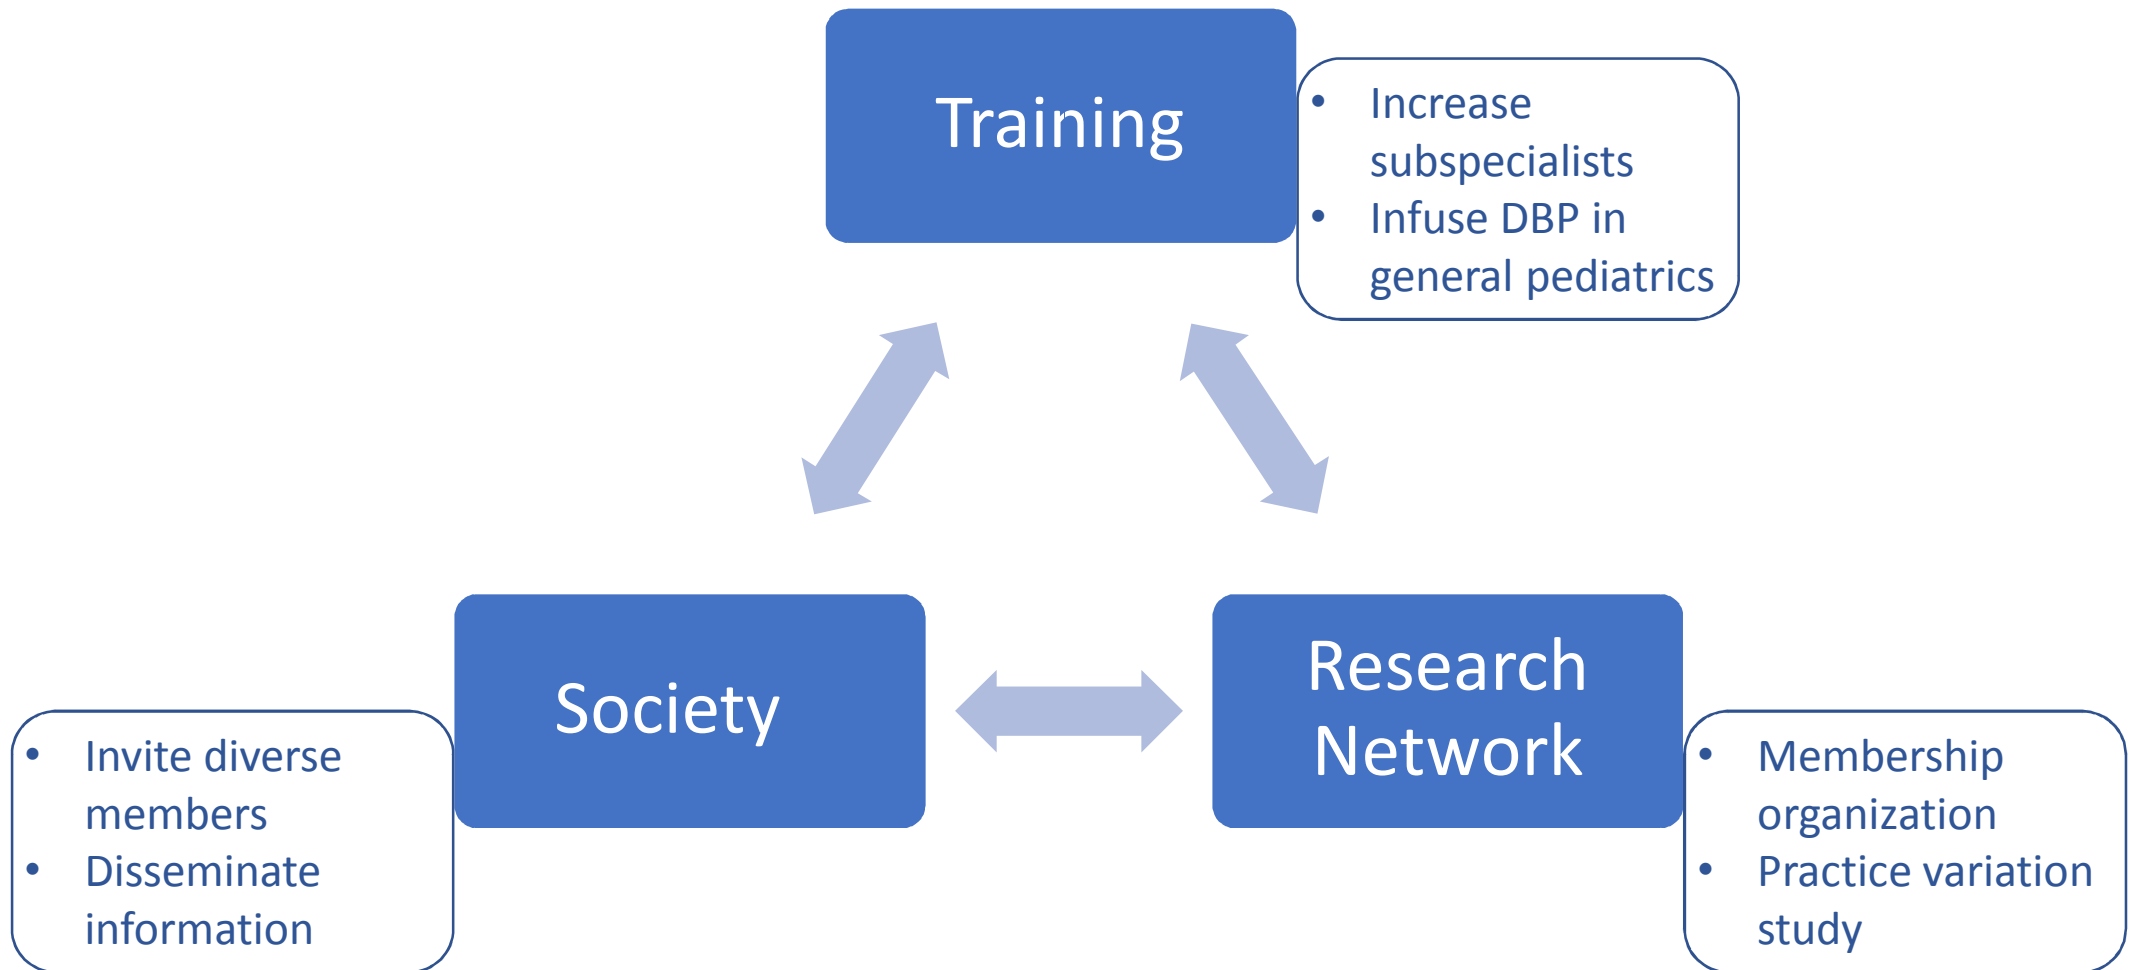 Training
• Increase
subspecialists
• Infuse DBP in
general pediatrics
Society
• Invite diverse
members
• Disseminate
information
Research
Network
• Membership
organization
• Practice variation
study